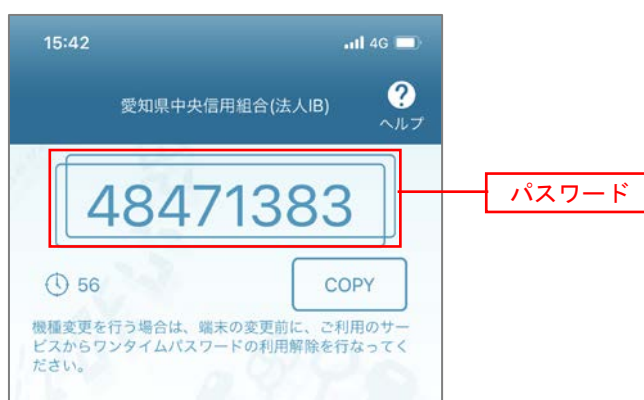 15:42 4G
愛知県中央信用組合(法人IB)
?
ヘルプ
48471383
パスワード
56
COPY
機種変更を行う場合は、端末の変更前に、ご利用のサー
ビスからワンタイムパスワードの利用解除を行なってく
ださい。